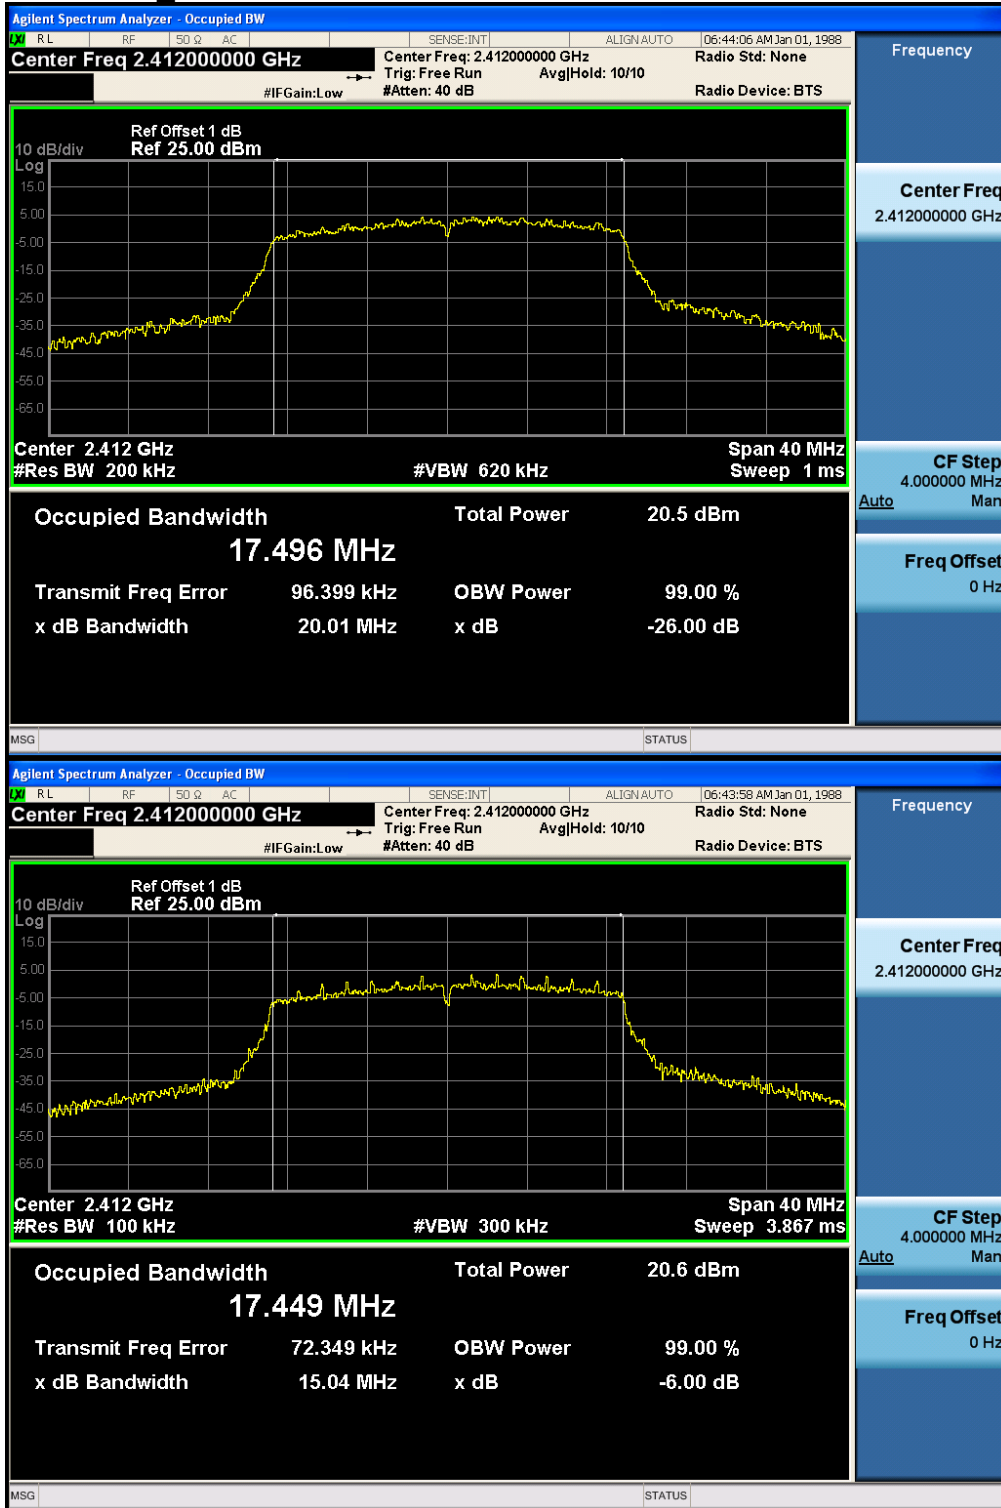 Agilent Spectrum Analyzer - Occupied BW
LXI RL RF 50 Ω AC SENSE:INT ALIGN AUTO 06:44:06 AM Jan 01, 1988
Center Freq 2.412000000 GHz
Center Freq: 2.412000000 GHz
Radio Std: None
Trig: Free Run Avg|Hold: 10/10
#IFGain:Low #Atten: 40 dB Radio Device: BTS
Frequency
Ref Offset 1 dB
10 dB/div Ref 25.00 dBm
Log
15.0
5.00
-5.00
-15.0
-25.0
-35.0
-45.0
-55.0
-65.0
Center Freq
2.412000000 GHz
Center 2.412 GHz Span 40 MHz
#Res BW 200 kHz #VBW 620 kHz Sweep 1 ms
CF Step
4.000000 MHz
Auto Man
Occupied Bandwidth Total Power 20.5 dBm
17.496 MHz
Freq Offset
0 Hz
Transmit Freq Error 96.399 kHz OBW Power 99.00 %
x dB Bandwidth 20.01 MHz x dB -26.00 dB
MSG STATUS
Agilent Spectrum Analyzer - Occupied BW
LXI RL RF 50 Ω AC SENSE:INT ALIGN AUTO 06:43:58 AM Jan 01, 1988
Center Freq 2.412000000 GHz
Center Freq: 2.412000000 GHz
Radio Std: None
Trig: Free Run Avg|Hold: 10/10
#IFGain:Low #Atten: 40 dB Radio Device: BTS
Frequency
Ref Offset 1 dB
10 dB/div Ref 25.00 dBm
Log
15.0
5.00
-5.00
-15.0
-25.0
-35.0
-45.0
-55.0
-65.0
Center Freq
2.412000000 GHz
Center 2.412 GHz Span 40 MHz
#Res BW 100 kHz #VBW 300 kHz Sweep 3.867 ms
CF Step
4.000000 MHz
Auto Man
Occupied Bandwidth Total Power 20.6 dBm
17.449 MHz
Freq Offset
0 Hz
Transmit Freq Error 72.349 kHz OBW Power 99.00 %
x dB Bandwidth 15.04 MHz x dB -6.00 dB
MSG STATUS